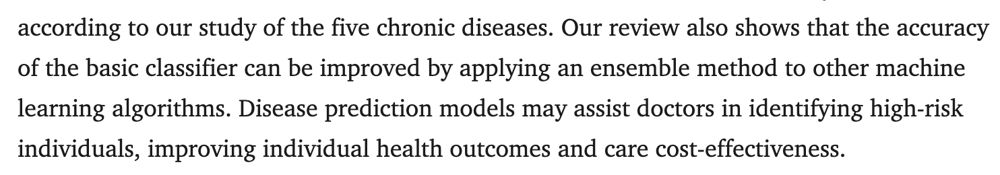 according to our study of the five chronic diseases. Our review also shows that the accuracy
of the basic classifier can be improved by applying an ensemble method to other machine
learning algorithms. Disease prediction models may assist doctors in identifying high-risk
individuals, improving individual health outcomes and care cost-effectiveness.